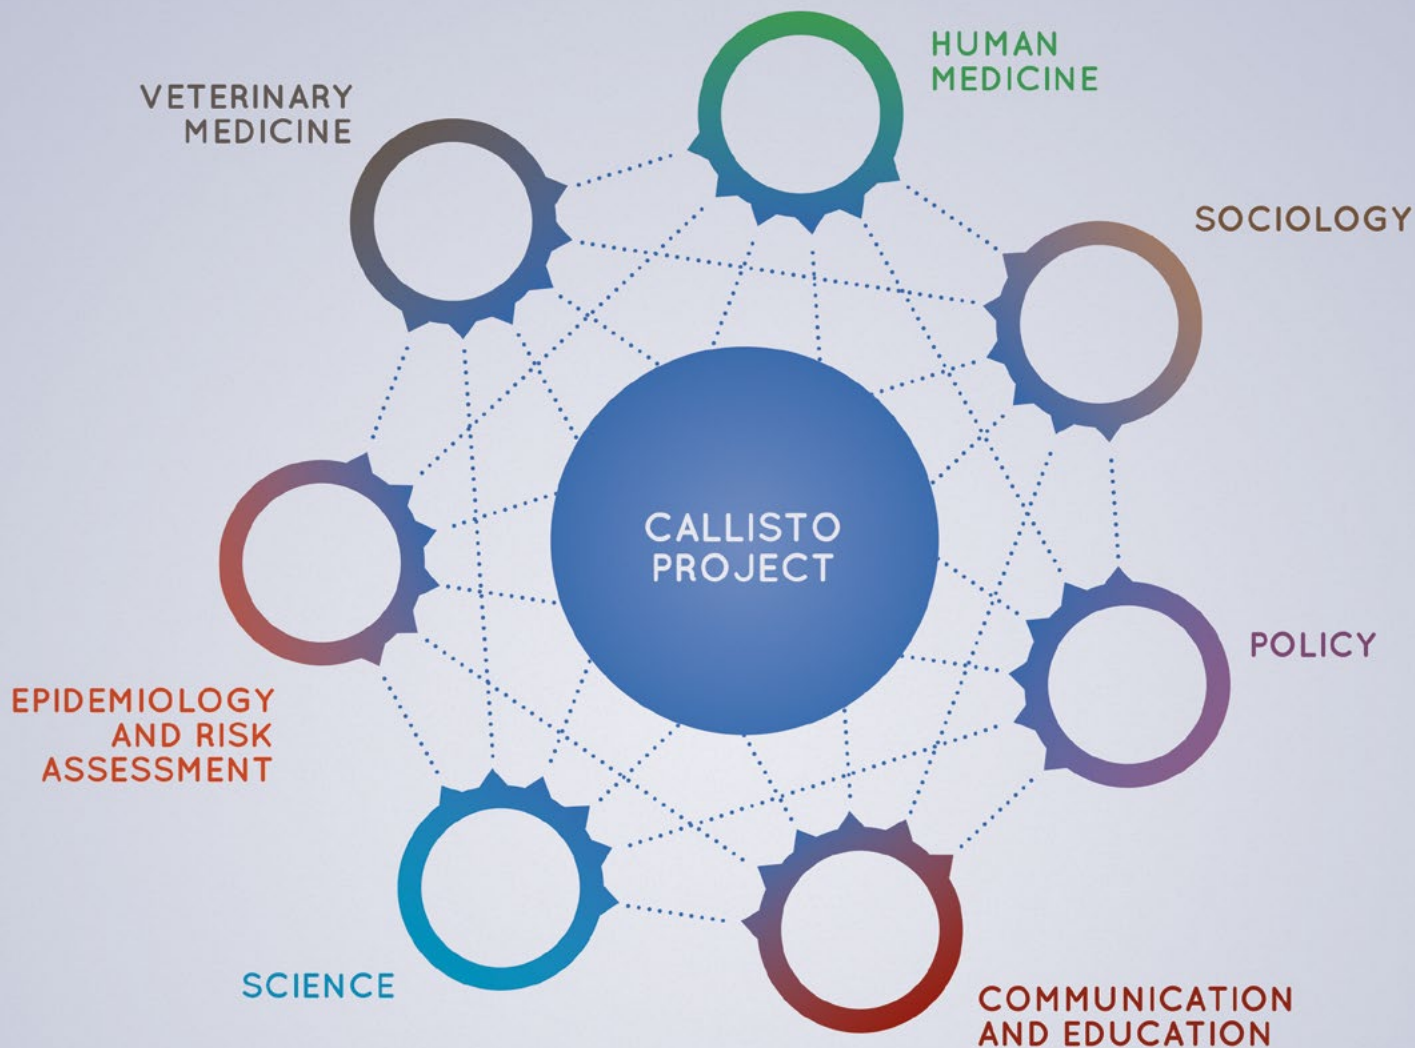 HUMAN
MEDICINE
VETERINARY
MEDICINE
SOCIOLOGY
CALLISTO
PROJECT
POLICY
EPIDEMIOLOGY
AND RISK
ASSESSMENT
SCIENCE
COMMUNICATION
AND EDUCATION